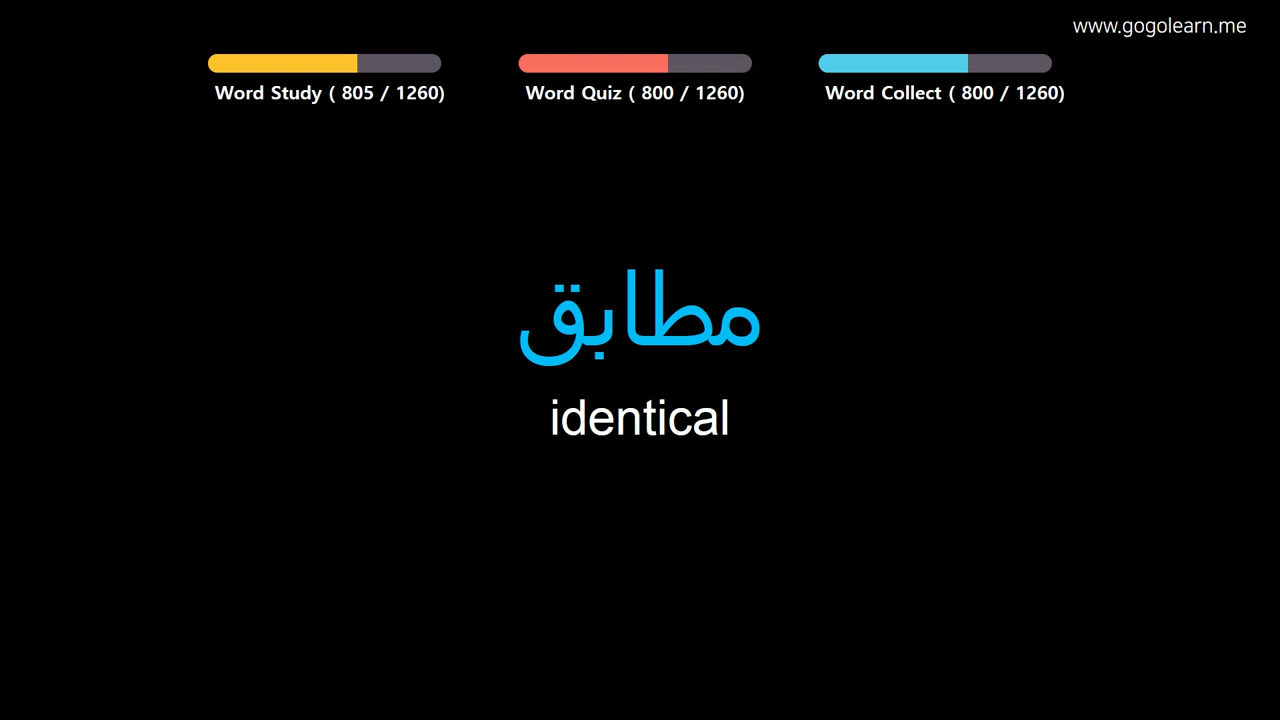 www.gogolearn.me
Word Study ( 805 / 1260)
Word Quiz ( 800 / 1260)
Word Collect ( 800 / 1260)
مطابق
identical